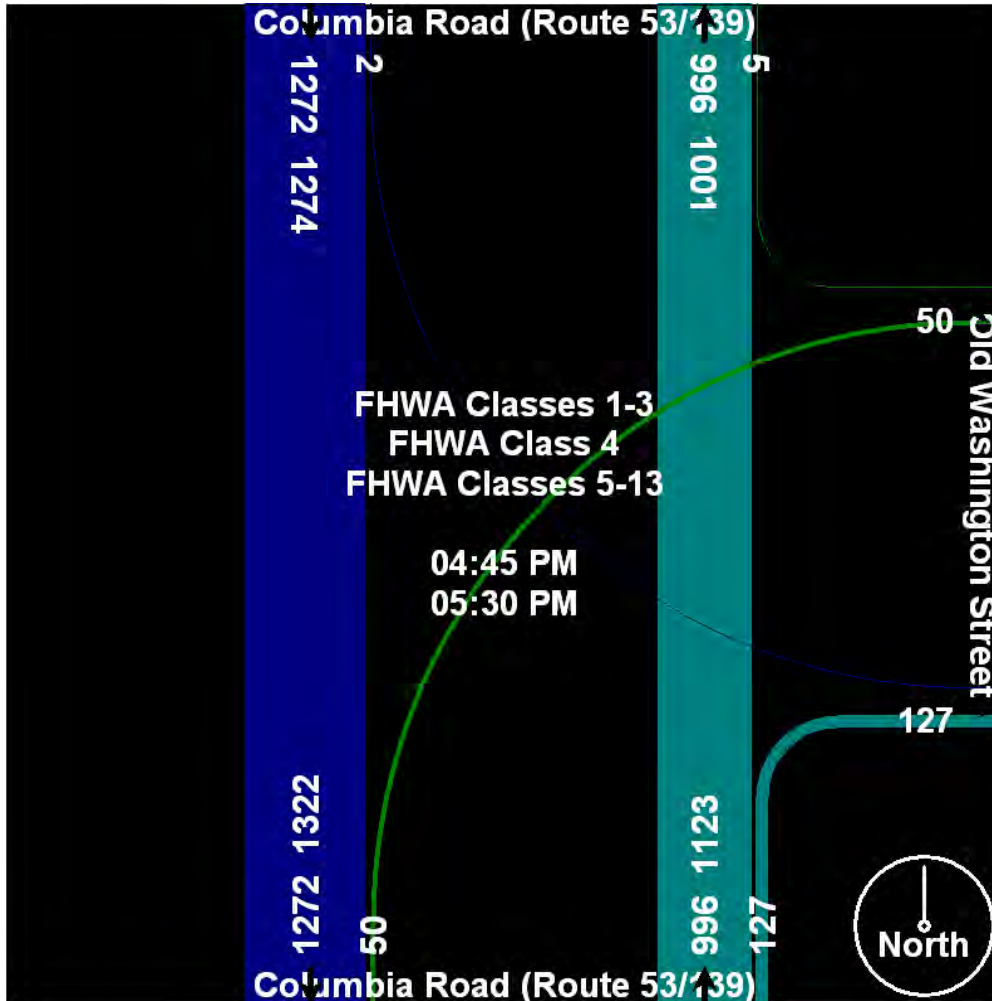 Columbia Road (Route 53/139)
1272 1274
2
996 1001
5
50
Old Washington Street
FHWA Classes 1-3
FHWA Class 4
FHWA Classes 5-13
04:45 PM
05:30 PM
127
1272 1322
50
996 1123
127
North
Columbia Road (Route 53/139)